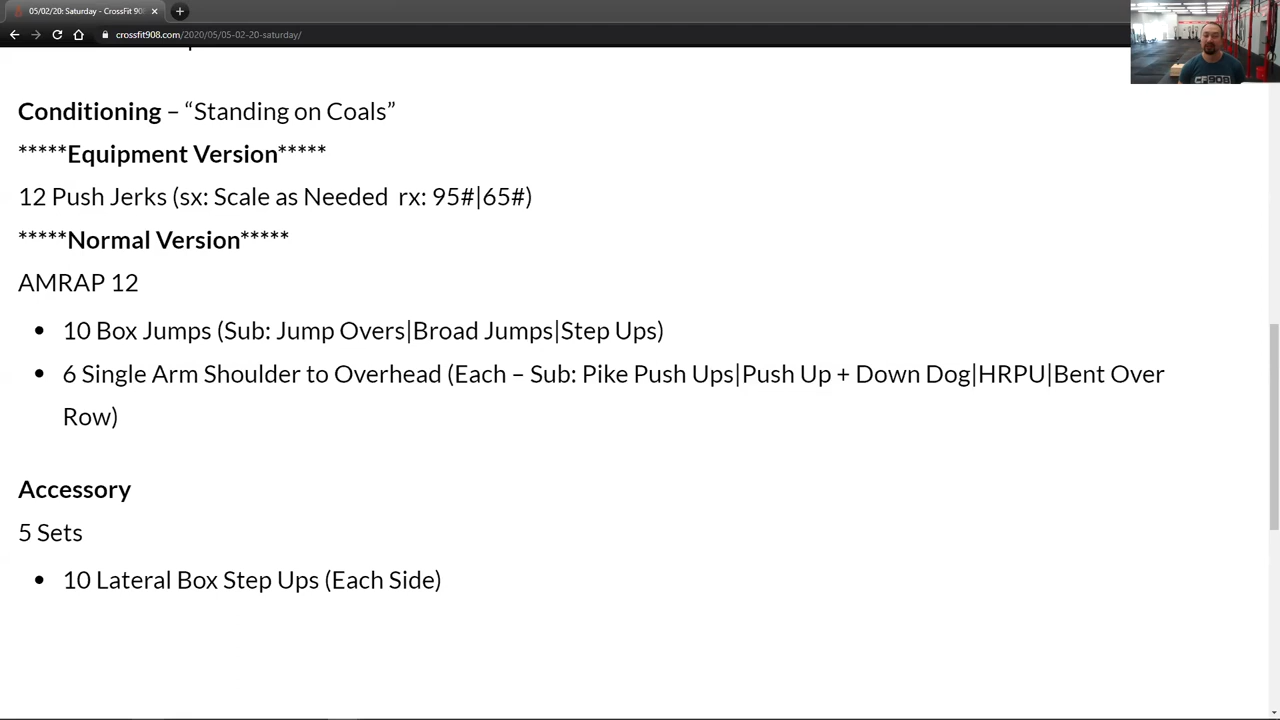 05/02/20: Saturday - CrossFit 90
crossfit908.com/2020/05/05-02-20-saturday/
CF908
Conditioning – “Standing on Coals”
*****Equipment Version*****
12 Push Jerks (sx: Scale as Needed  rx: 95#|65#)
*****Normal Version*****
AMRAP 12
• 10 Box Jumps (Sub: Jump Overs|Broad Jumps|Step Ups)
• 6 Single Arm Shoulder to Overhead (Each – Sub: Pike Push Ups|Push Up + Down Dog|HRPU|Bent Over
Row)
Accessory
5 Sets
• 10 Lateral Box Step Ups (Each Side)